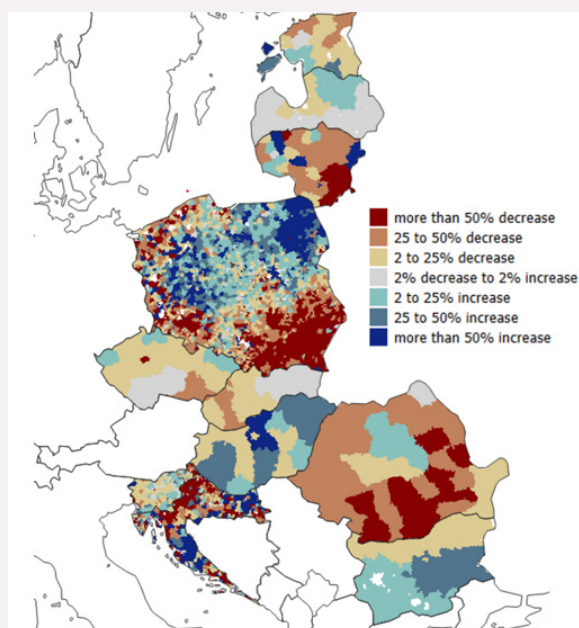 more than 50% decrease
25 to 50% decrease
2 to 25% decrease
2% decrease to 2% increase
2 to 25% increase
25 to 50% increase
more than 50% increase